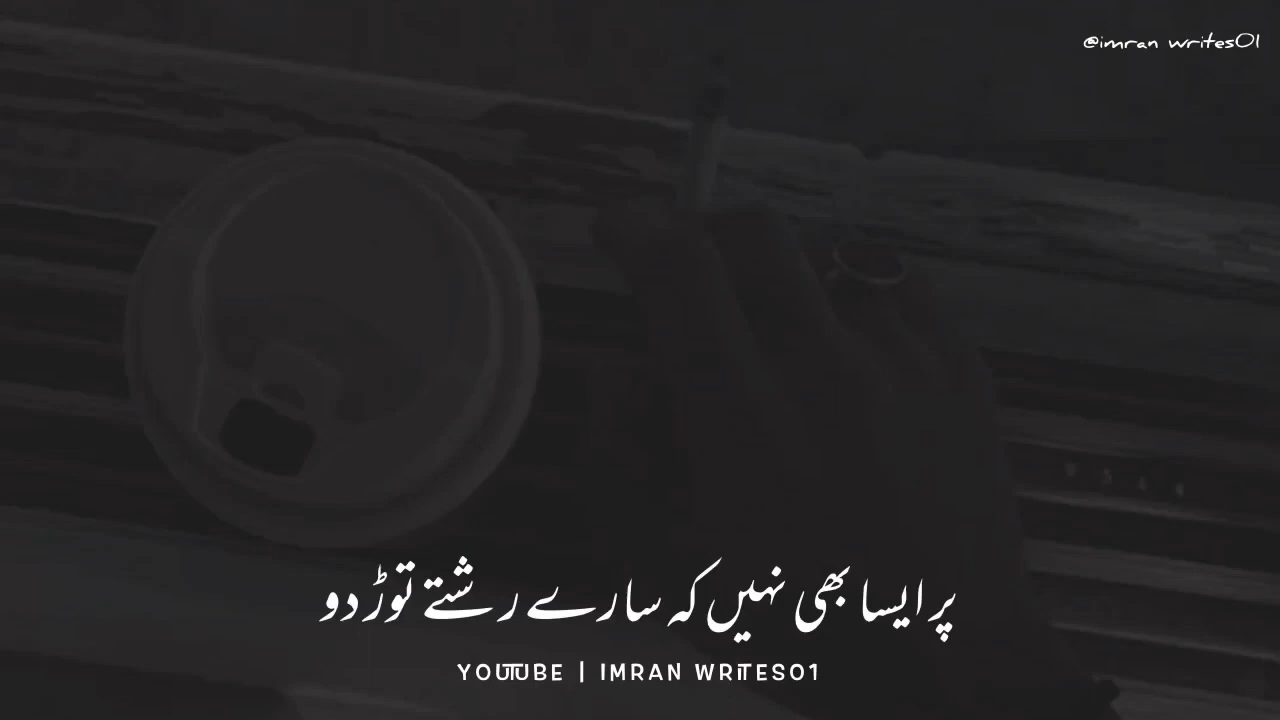 @imran writes01
پر ایسا بھی نہیں کہ سارے رشتے توڑ دو
YOUTUBE | IMRAN WRITES01